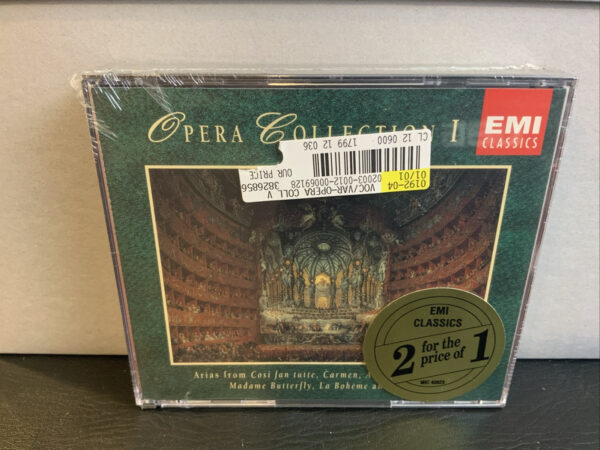 OPERA COLLECTION I
EMI
CLASSICS
CL 12 0600 1799 12 036
OUR PRICE 3826856
02003-0012-00069128
VOC/VAR-OPERA COLL V
0192-04
01/01
EMI
CLASSICS
2 for the
price of 1
Arias from Cosi fan tutte, Carmen,
Madame Butterfly, La Bohème